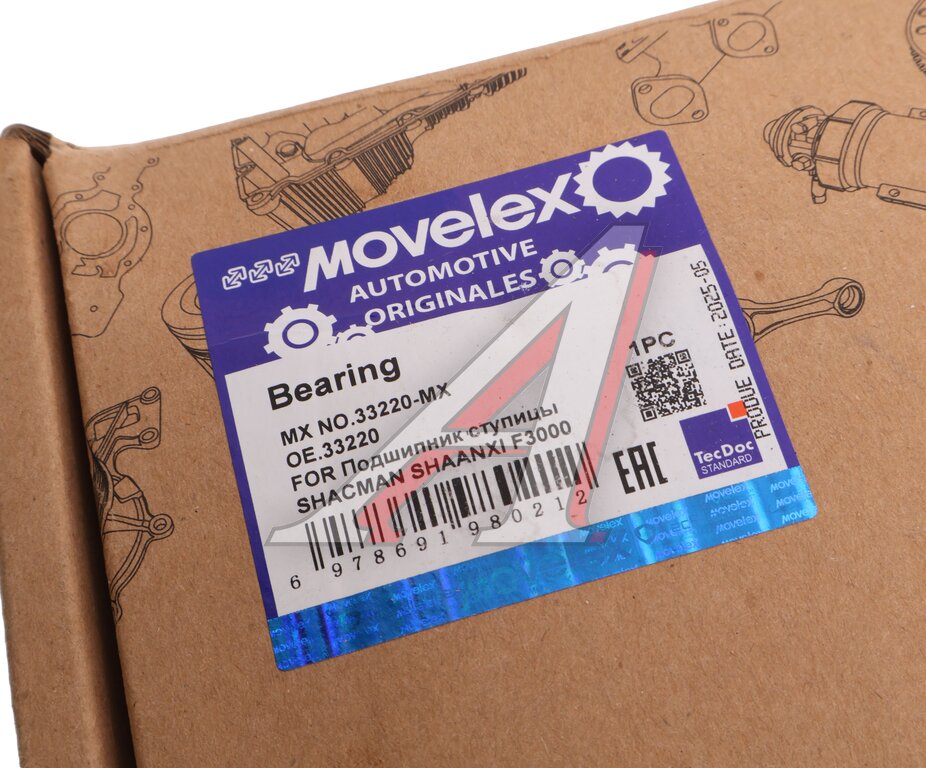 Movelex
AUTOMOTIVE
ORIGINALES
Bearing
1PC
MX NO.33220-MX
OE.33220
FOR Подшипник ступицы
SHACMAN SHAANXI F3000
EAC
TecDoc
STANDARD
PRODUE DATE:2025-05
6 978691 980212
Movelex